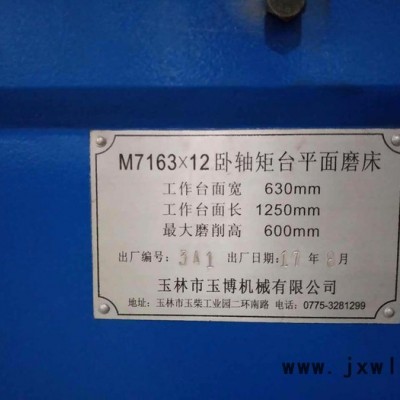 M7163×12卧轴矩台平面磨床
工作台面宽 630mm
工作台面长 1250mm
最大磨削高 600mm
出厂编号: 3A1 出厂日期: 17 年 8 月
玉林市玉博机械有限公司
地址: 玉林市玉柴工业园二环南路 电话: 0775-3281299
www.jxwl